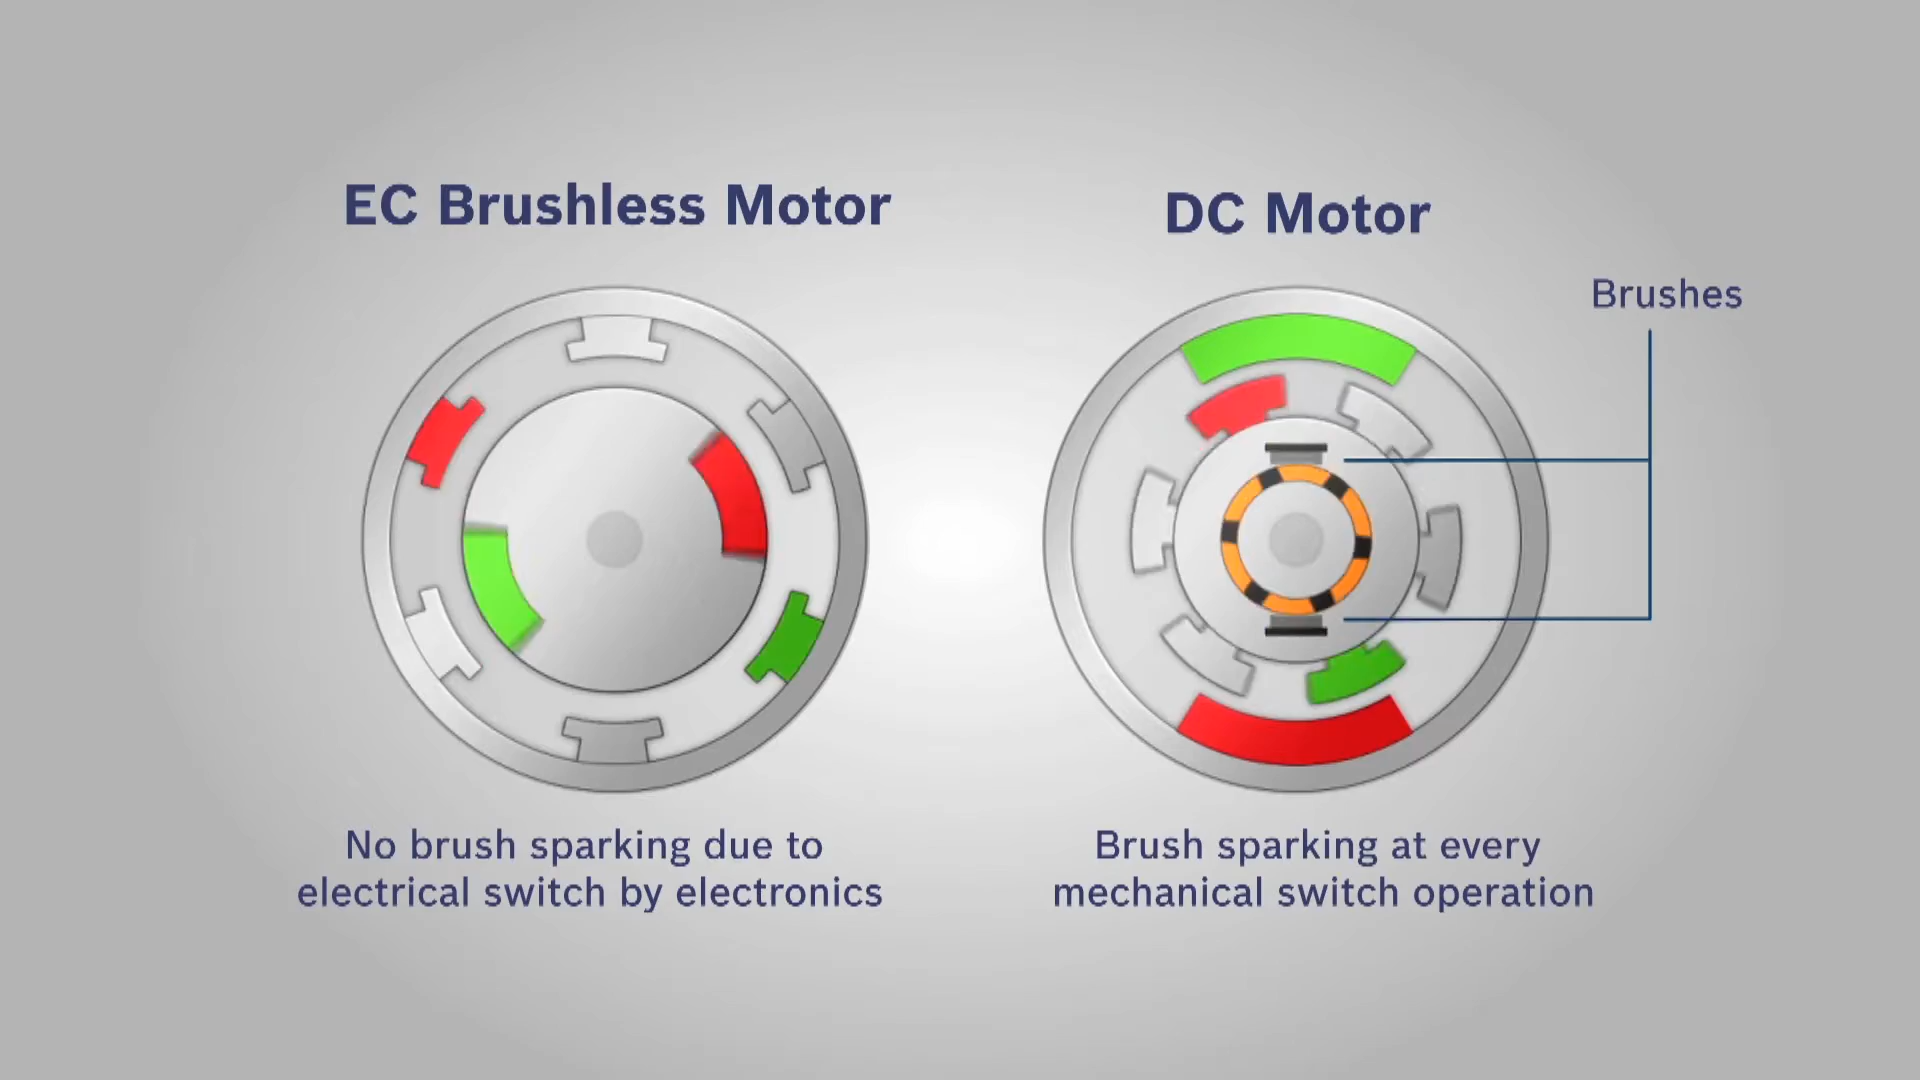 EC Brushless Motor
DC Motor
Brushes
No brush sparking due to
electrical switch by electronics
Brush sparking at every
mechanical switch operation